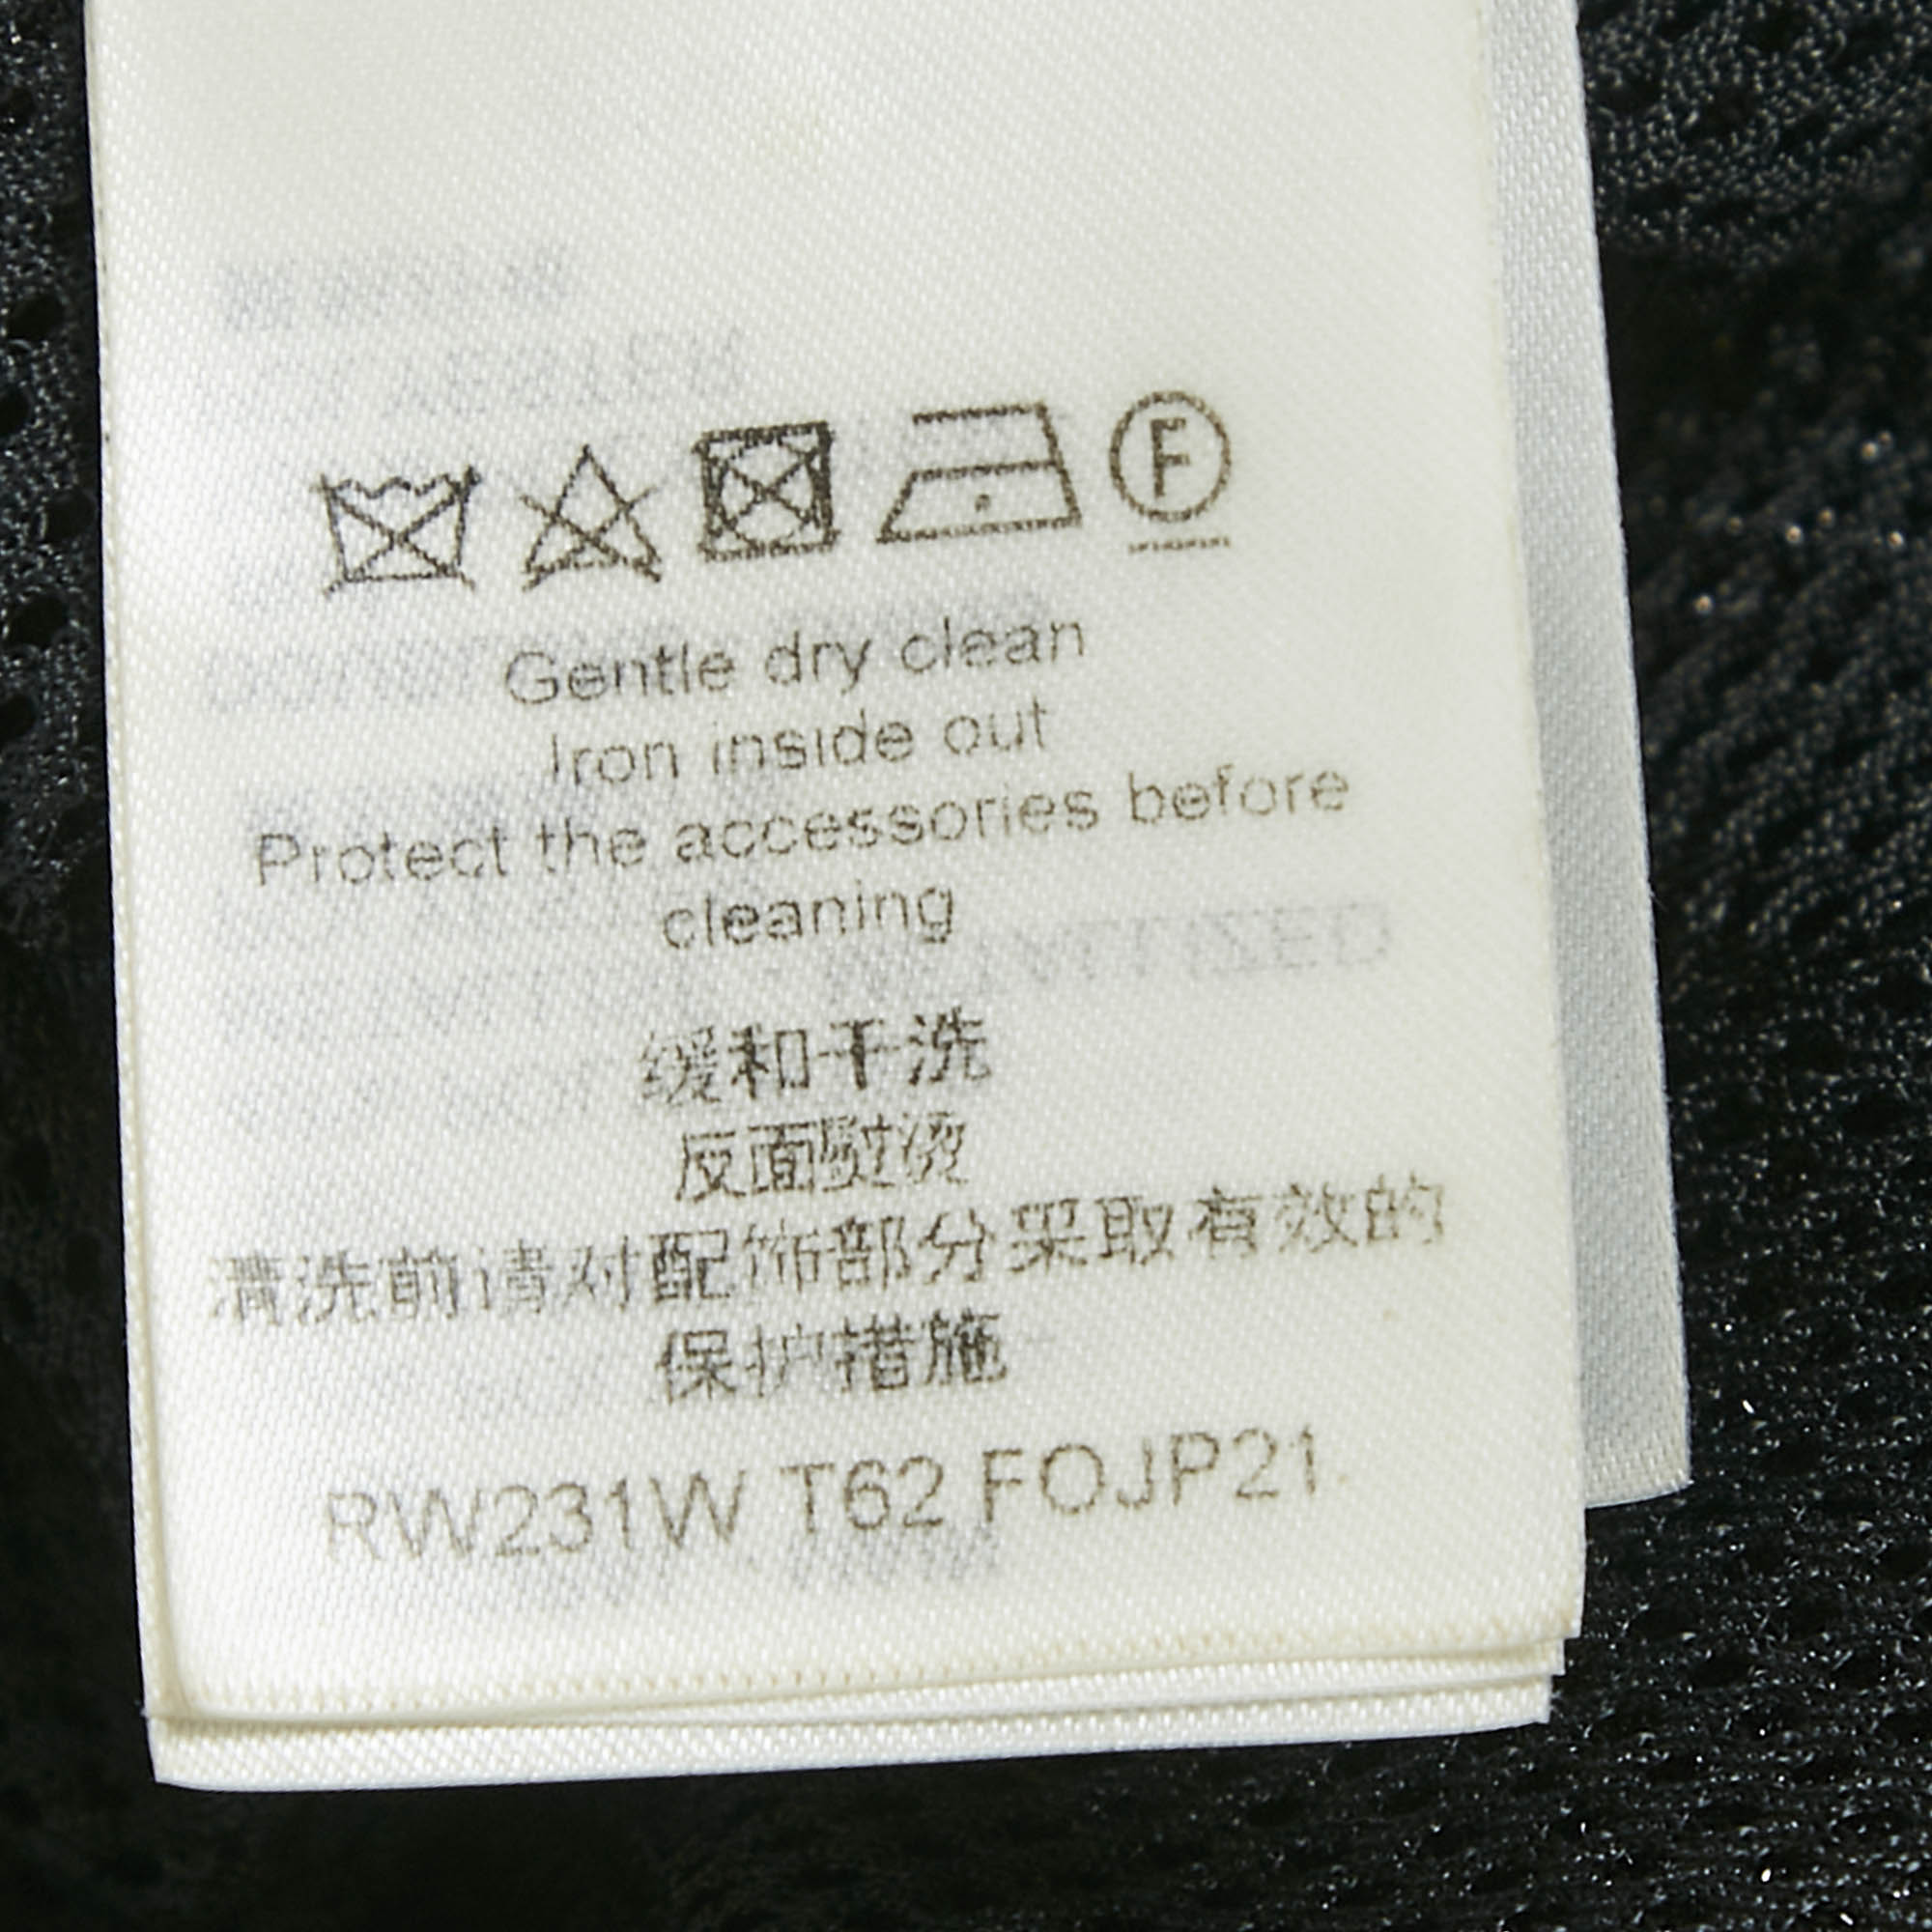 F
Gentle dry clean
Iron inside out
Protect the accessories before
cleaning
缓和干洗
反面熨烫
清洗前请对配饰部分采取有效的
保护措施
RW231W T62 FOJP21